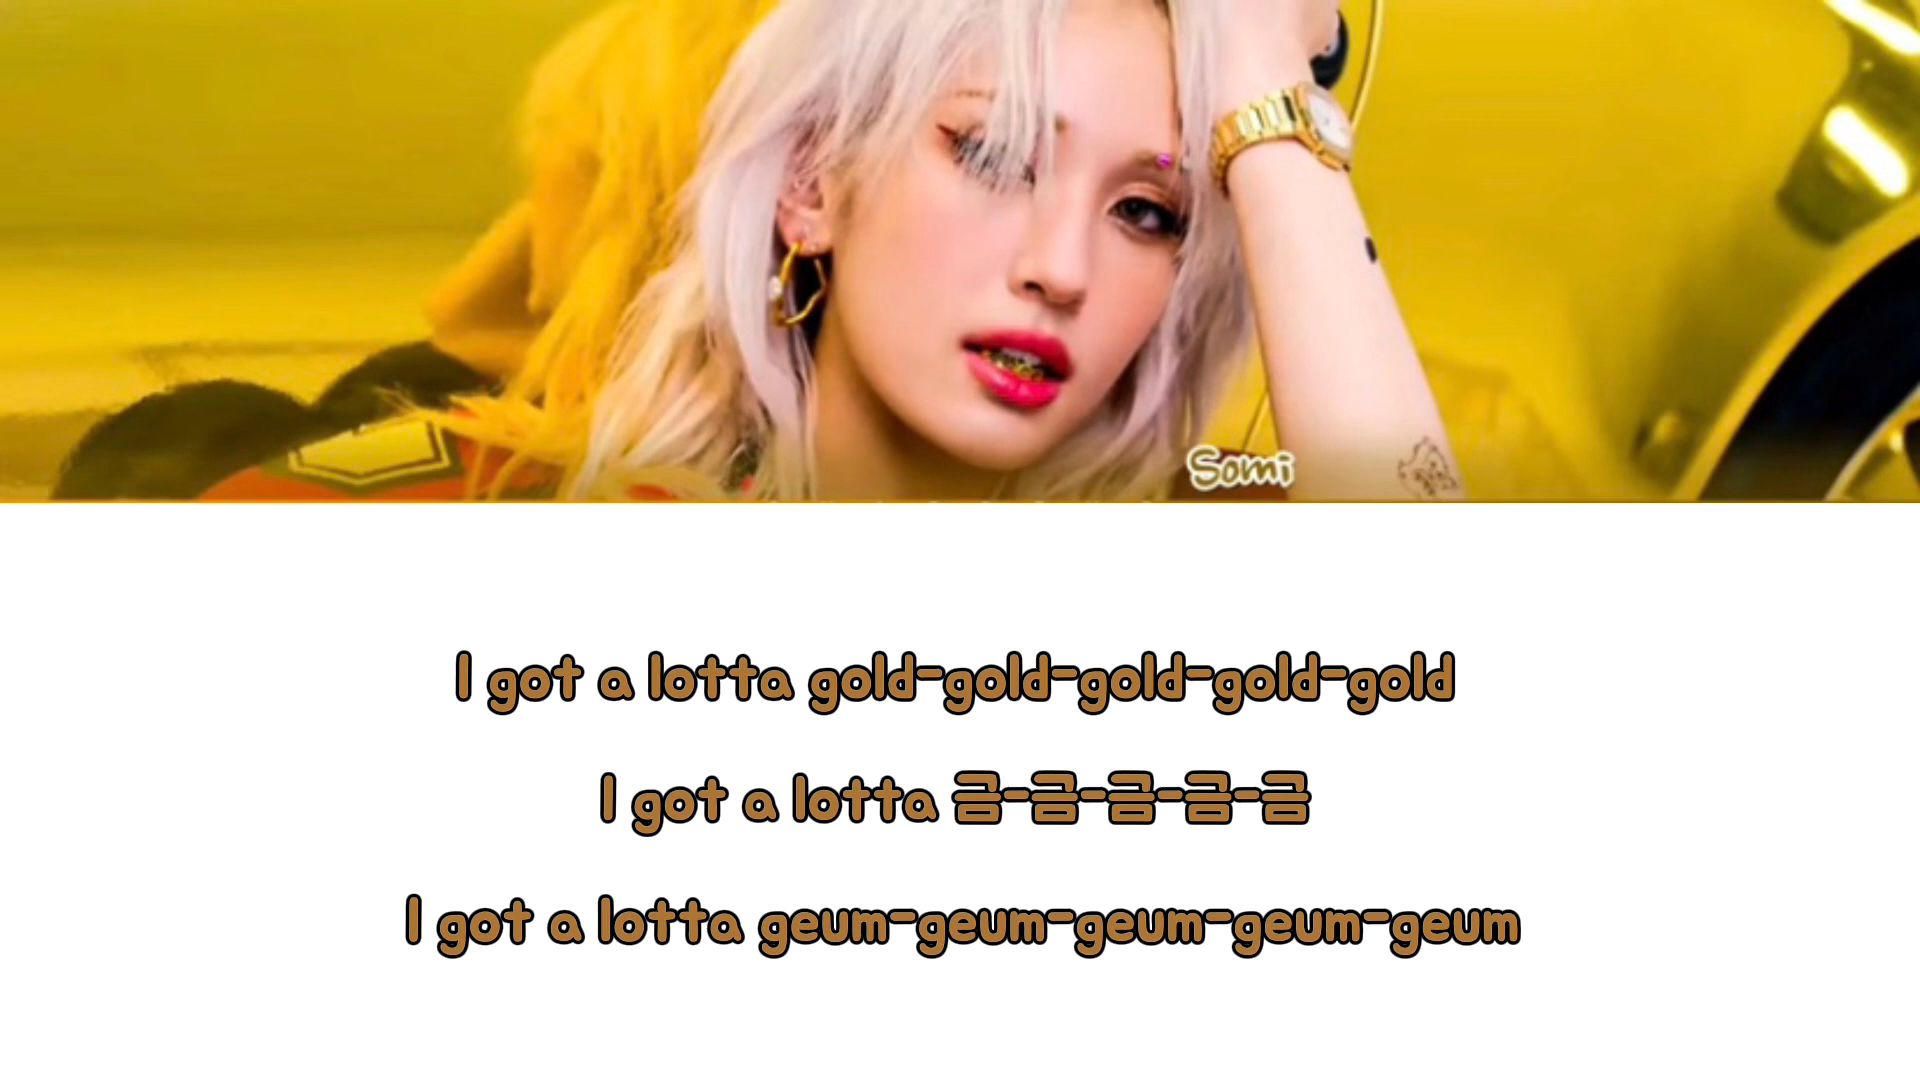 Somi
I got a lotta gold-gold-gold-gold-gold
I got a lotta 금-금-금-금-금
I got a lotta geum-geum-geum-geum-geum